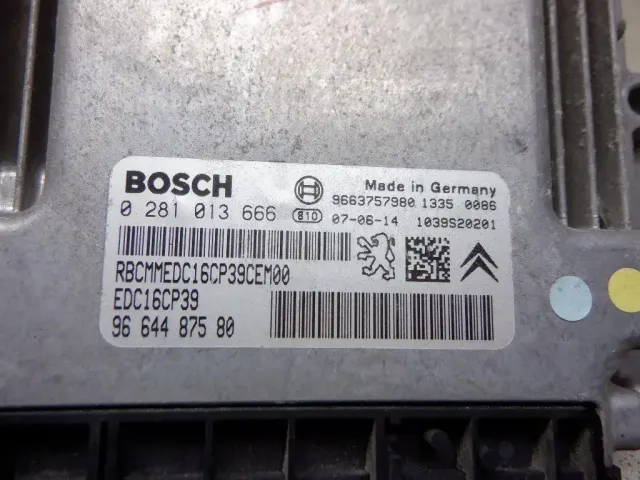 BOSCH
Made in Germany
9663757980 1335 0086
0 281 013 666 810 07-06-14 1039S20201
RBCMMEDC16CP39CEM00
EDC16CP39
96 644 875 80